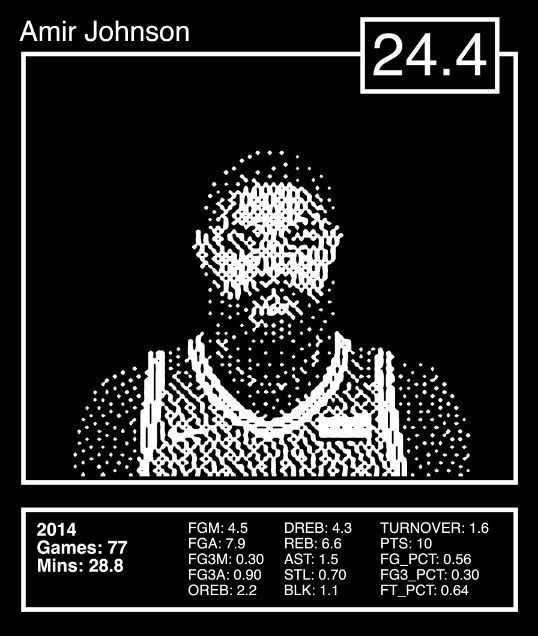 Amir Johnson
24.4
2014
Games: 77
Mins: 28.8
FGM: 4.5
FGA: 7.9
FG3M: 0.30
FG3A: 0.90
OREB: 2.2
DREB: 4.3
REB: 6.6
AST: 1.5
STL: 0.70
BLK: 1.1
TURNOVER: 1.6
PTS: 10
FG_PCT: 0.56
FG3_PCT: 0.30
FT_PCT: 0.64